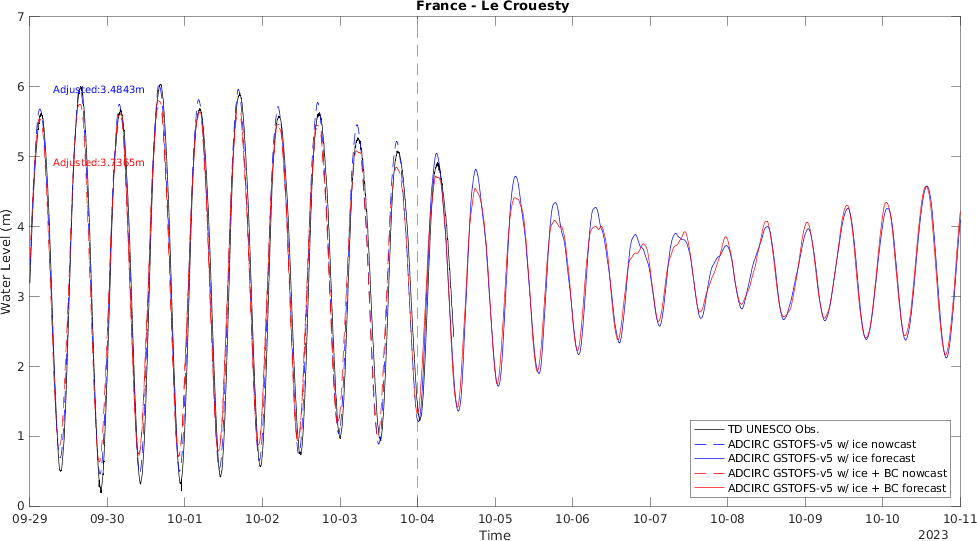 France - Le Crouesty
7
6
5
4
3
2
1
0
Water Level (m)
Adjusted:3.4843m
Adjusted:3.7365m
TD UNESCO Obs.
ADCIRC GSTOFS-v5 w/ ice nowcast
ADCIRC GSTOFS-v5 w/ ice forecast
ADCIRC GSTOFS-v5 w/ ice + BC nowcast
ADCIRC GSTOFS-v5 w/ ice + BC forecast
09-29 09-30 10-01 10-02 10-03 10-04 10-05 10-06 10-07 10-08 10-09 10-10 10-11
Time
2023